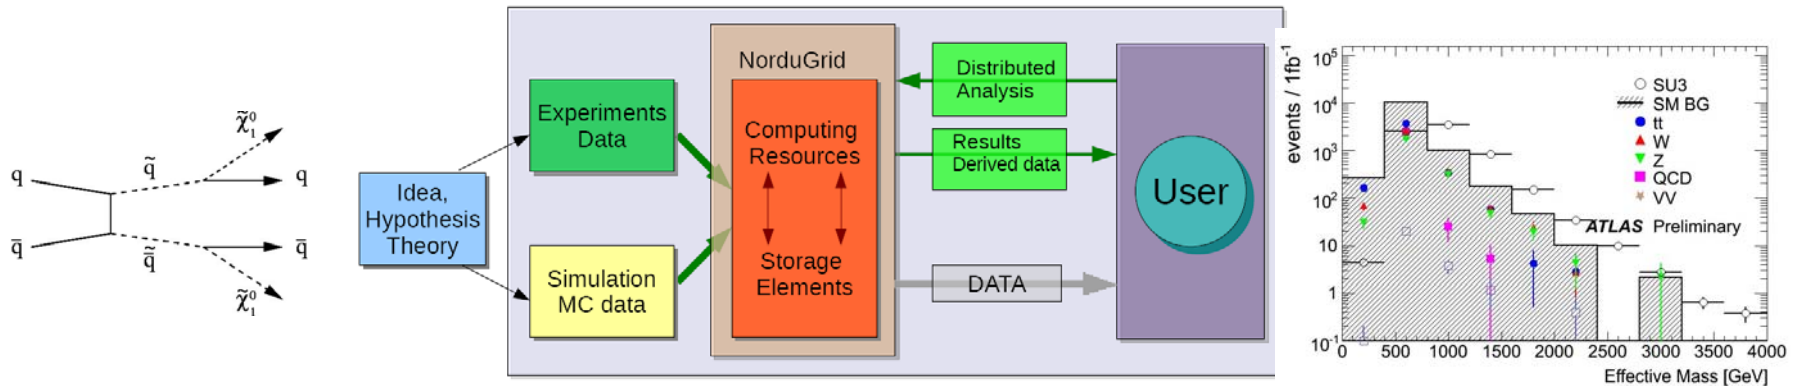 χ̃⁰₁
q q̃ q
q̄ q̃̄ q̄
χ̃⁰₁
Idea,
Hypothesis
Theory
Experiments
Data
Simulation
MC data
NorduGrid
Computing
Resources
Storage
Elements
Distributed
Analysis
Results
Derived data
DATA
User
events / 1fb⁻¹
10⁵
10⁴
10³
10²
10
1
10⁻¹
SU3
SM BG
tt
W
Z
QCD
VV
ATLAS Preliminary
0 500 1000 1500 2000 2500 3000 3500 4000
Effective Mass [GeV]